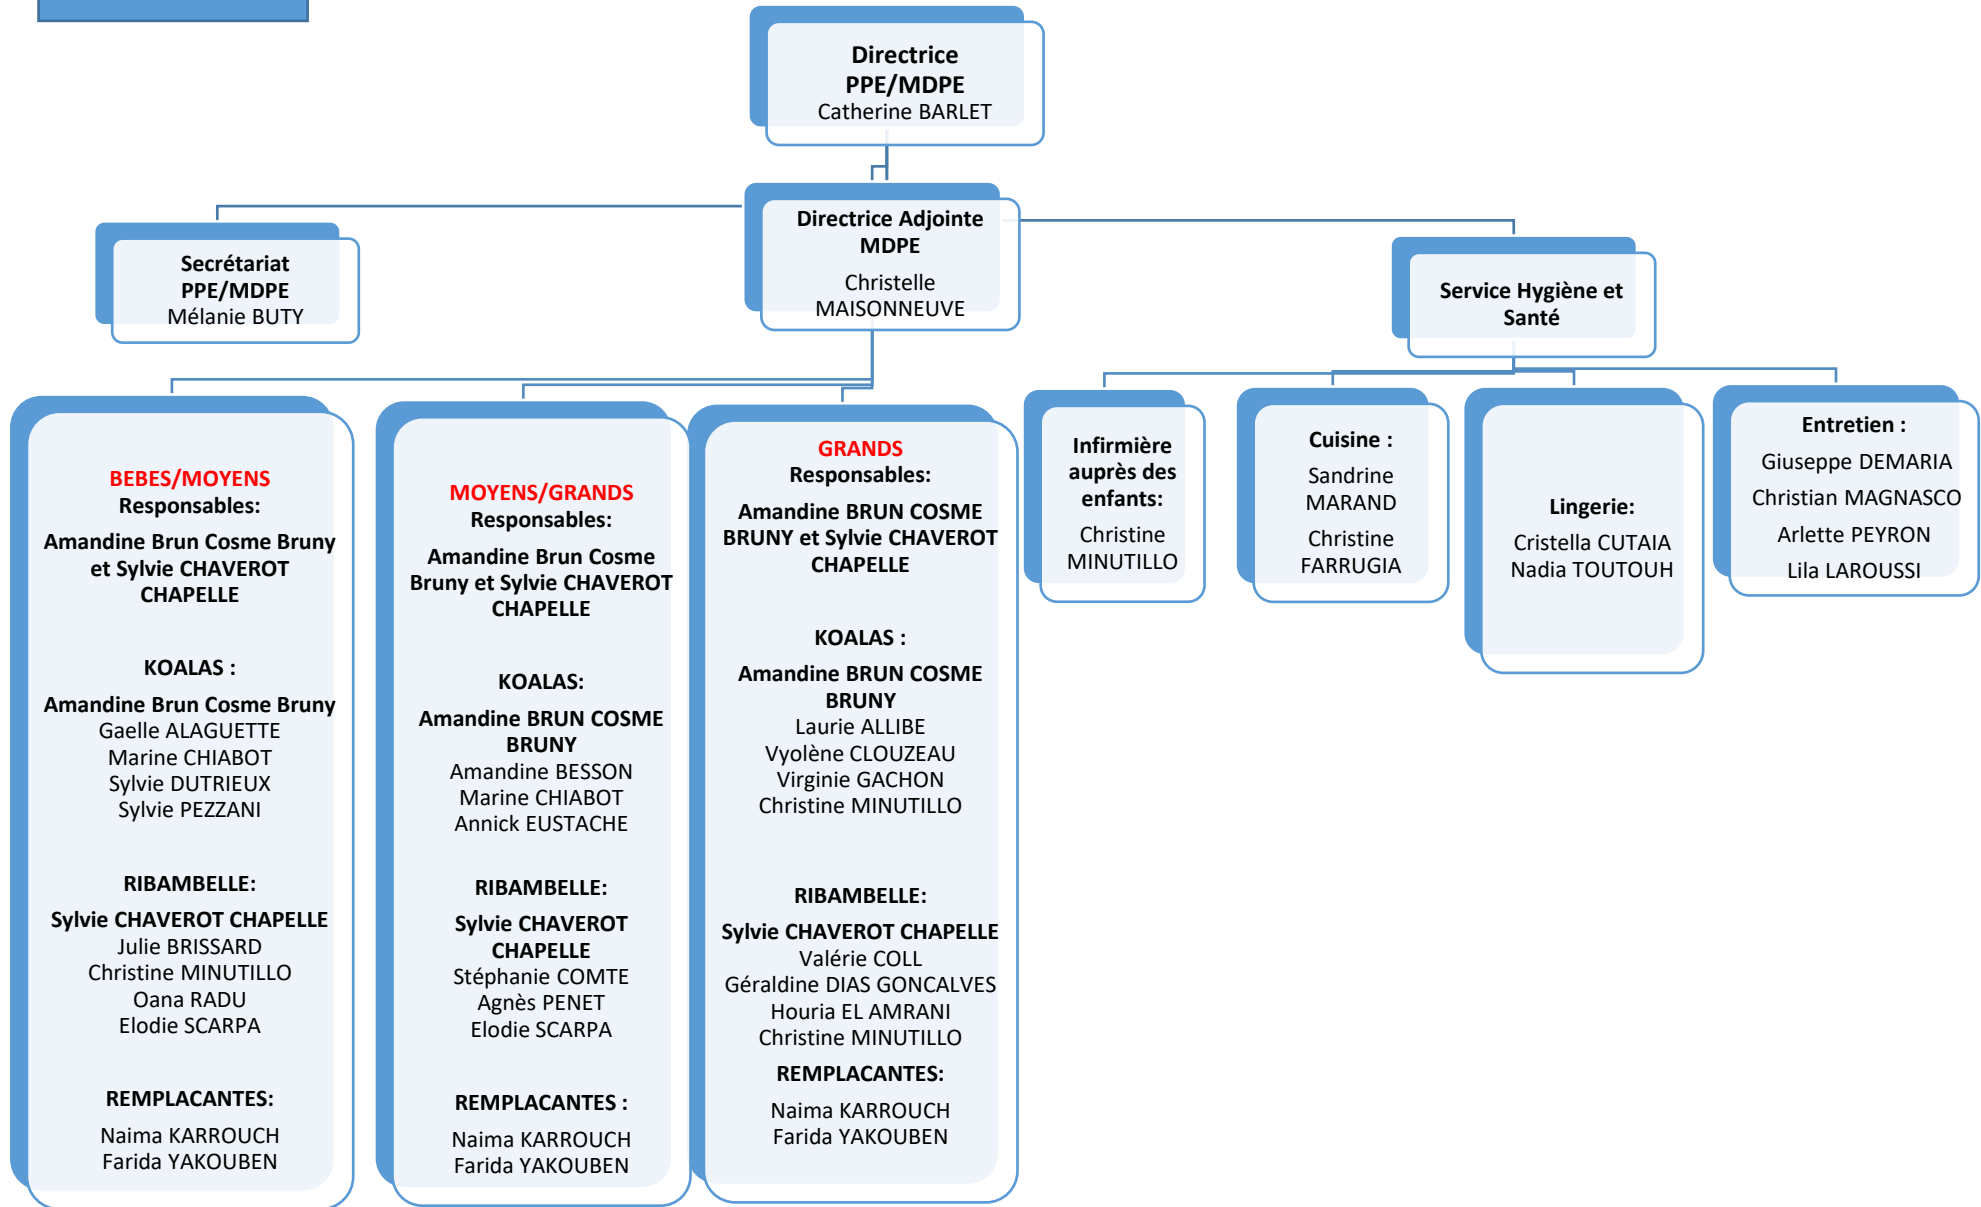 Directrice
PPE/MDPE
Catherine BARLET
Directrice Adjointe
MDPE
Christelle
MAISONNEUVE
Secrétariat
PPE/MDPE
Mélanie BUTY
Service Hygiène et
Santé
BEBES/MOYENS
Responsables:
Amandine Brun Cosme Bruny
et Sylvie CHAVEROT
CHAPELLE
KOALAS :
Amandine Brun Cosme Bruny
Gaelle ALAGUETTE
Marine CHIABOT
Sylvie DUTRIEUX
Sylvie PEZZANI
RIBAMBELLE:
Sylvie CHAVEROT CHAPELLE
Julie BRISSARD
Christine MINUTILLO
Oana RADU
Elodie SCARPA
REMPLACANTES:
Naima KARROUCH
Farida YAKOUBEN
MOYENS/GRANDS
Responsables:
Amandine Brun Cosme
Bruny et Sylvie CHAVEROT
CHAPELLE
KOALAS:
Amandine BRUN COSME
BRUNY
Amandine BESSON
Marine CHIABOT
Annick EUSTACHE
RIBAMBELLE:
Sylvie CHAVEROT
CHAPELLE
Stéphanie COMTE
Agnès PENET
Elodie SCARPA
REMPLACANTES :
Naima KARROUCH
Farida YAKOUBEN
GRANDS
Responsables:
Amandine BRUN COSME
BRUNY et Sylvie CHAVEROT
CHAPELLE
KOALAS :
Amandine BRUN COSME
BRUNY
Laurie ALLIBE
Vyolène CLOUZEAU
Virginie GACHON
Christine MINUTILLO
RIBAMBELLE:
Sylvie CHAVEROT CHAPELLE
Valérie COLL
Géraldine DIAS GONCALVES
Houria EL AMRANI
Christine MINUTILLO
REMPLACANTES:
Naima KARROUCH
Farida YAKOUBEN
Infirmière
auprès des
enfants:
Christine
MINUTILLO
Cuisine :
Sandrine
MARAND
Christine
FARRUGIA
Lingerie:
Cristella CUTAIA
Nadia TOUTOUH
Entretien :
Giuseppe DEMARIA
Christian MAGNASCO
Arlette PEYRON
Lila LAROUSSI